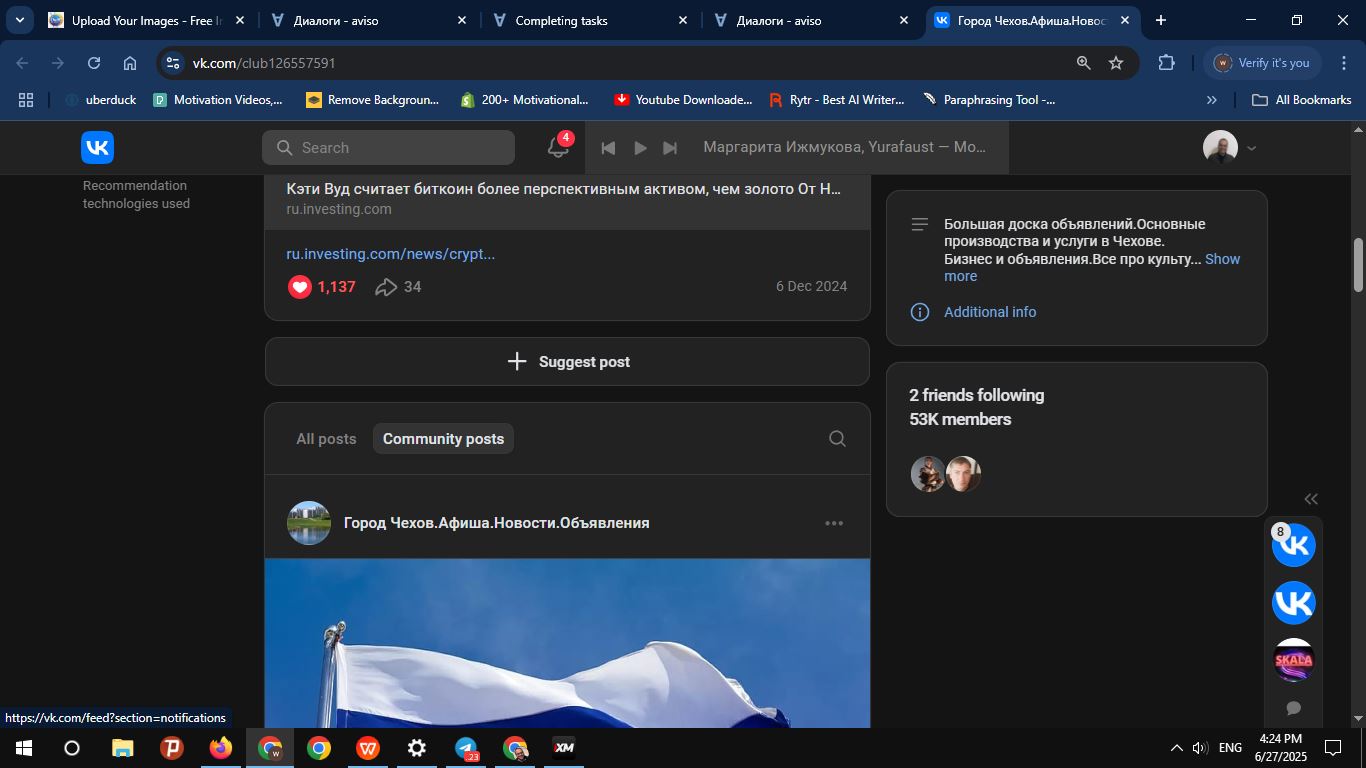 Upload Your Images - Free Ir
Диалоги - aviso
Completing tasks
Диалоги - aviso
Город Чехов.Афиша.Новос
vk.com/club126557591
Verify it's you
uberduck
Motivation Videos,...
Remove Backgroun...
200+ Motivational...
Youtube Downloade...
Rytr - Best AI Writer...
Paraphrasing Tool -...
All Bookmarks
Search
4
Маргарита Ижмукова, Yurafaust — Mo...
Recommendation
technologies used
Кэти Вуд считает биткоин более перспективным активом, чем золото От Н...
ru.investing.com
ru.investing.com/news/crypt...
1,137
34
6 Dec 2024
Suggest post
All posts
Community posts
Город Чехов.Афиша.Новости.Объявления
Большая доска объявлений.Основные
производства и услуги в Чехове.
Бизнес и объявления.Все про культу... Show
more
Additional info
2 friends following
53K members
8
SKALA
https://vk.com/feed?section=notifications
23
XM
ENG
4:24 PM
6/27/2025